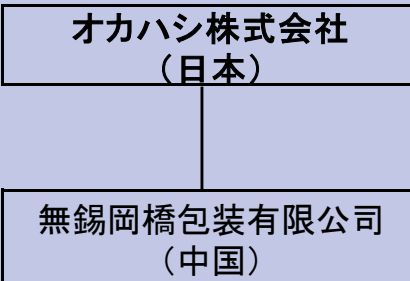 オカハシ株式会社
（日本）
無錫岡橋包装有限公司
（中国）